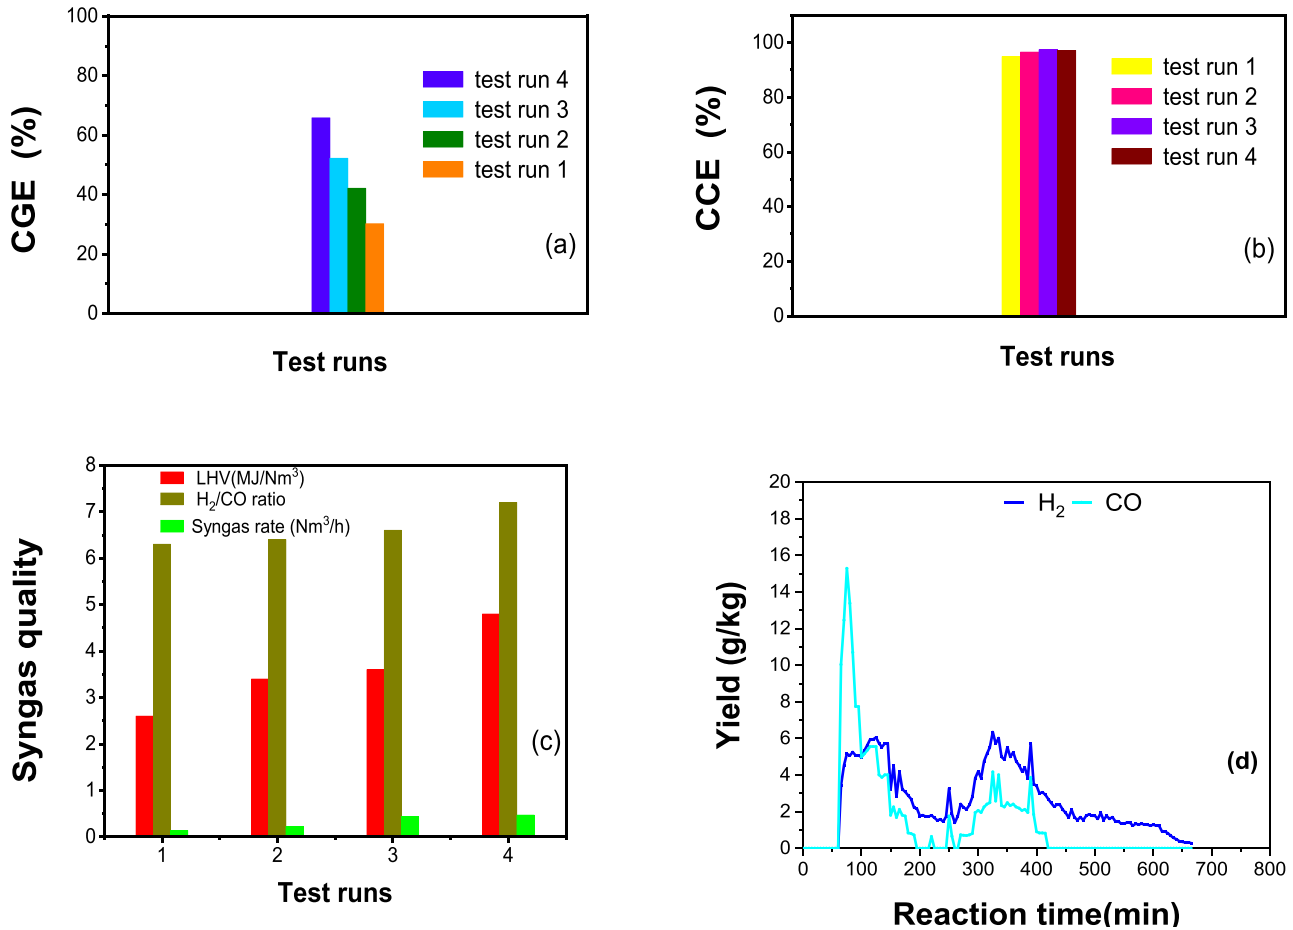 100
80
60
40
20
0
CGE (%)
test run 4
test run 3
test run 2
test run 1
(a)
Test runs
100
80
60
40
20
0
CCE (%)
test run 1
test run 2
test run 3
test run 4
(b)
Test runs
8
7
6
5
4
3
2
1
0
Syngas quality
LHV(MJ/Nm³)
H₂/CO ratio
Syngas rate (Nm³/h)
(c)
1 2 3 4
Test runs
20
18
16
14
12
10
8
6
4
2
0
Yield (g/kg)
H₂ CO
(d)
0 100 200 300 400 500 600 700 800
Reaction time(min)